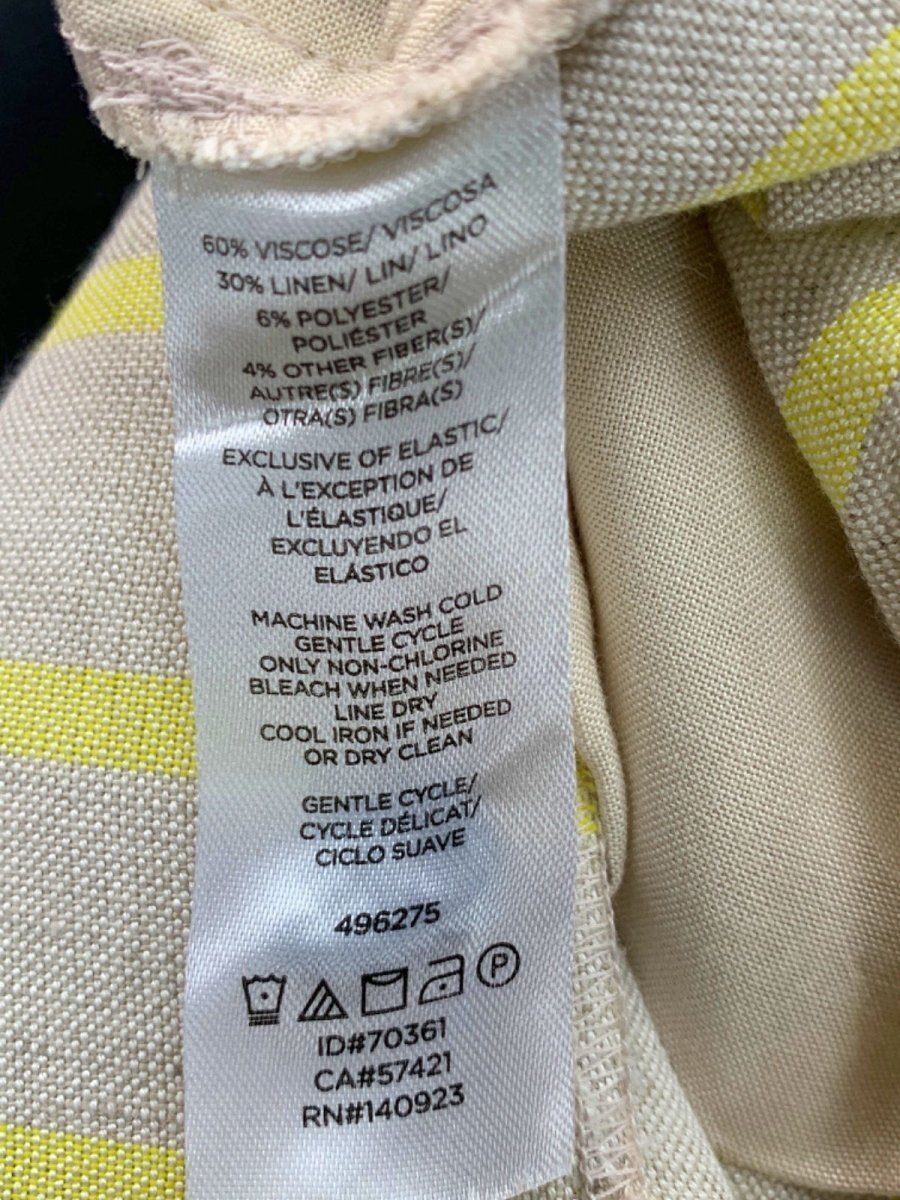 60% VISCOSE/ VISCOSA
30% LINEN/ LIN/ LINO
6% POLYESTER/
POLIÉSTER
4% OTHER FIBER(S)/
AUTRE(S) FIBRE(S)/
OTRA(S) FIBRA(S)
EXCLUSIVE OF ELASTIC/
À L'EXCEPTION DE
L'ÉLASTIQUE/
EXCLUYENDO EL
ELÁSTICO
MACHINE WASH COLD
GENTLE CYCLE
ONLY NON-CHLORINE
BLEACH WHEN NEEDED
LINE DRY
COOL IRON IF NEEDED
OR DRY CLEAN
GENTLE CYCLE/
CYCLE DÉLICAT/
CICLO SUAVE
496275
P
ID#70361
CA#57421
RN#140923